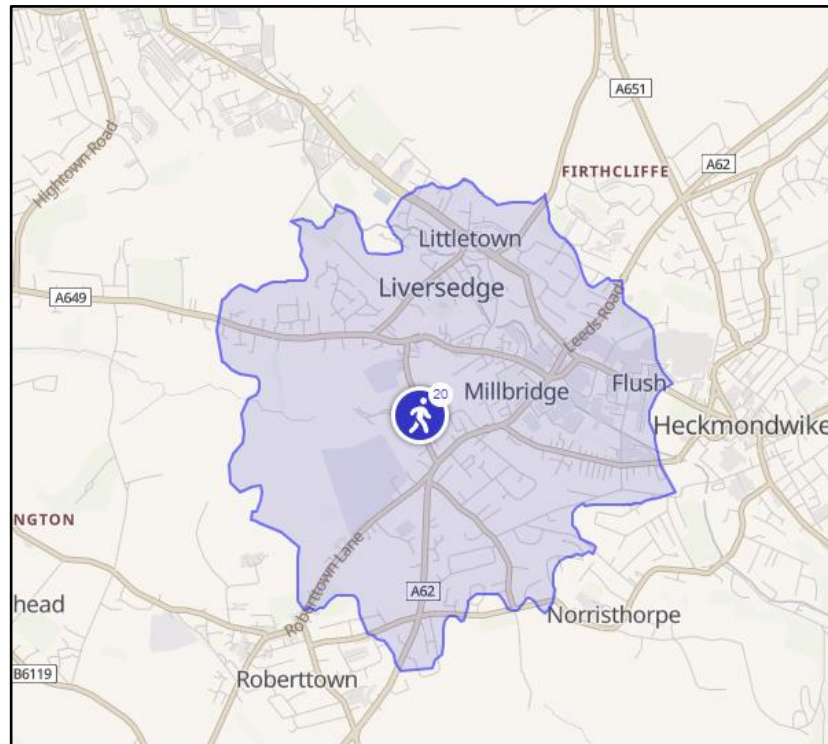 A651
Hightown Road
FIRTHCLIFFE
A62
Littletown
Liversedge
A649
Leeds Road
20
Millbridge
Flush
Heckmondwike
NGTON
Roberttown Lane
A62
head
Norristhorpe
B6119
Roberttown